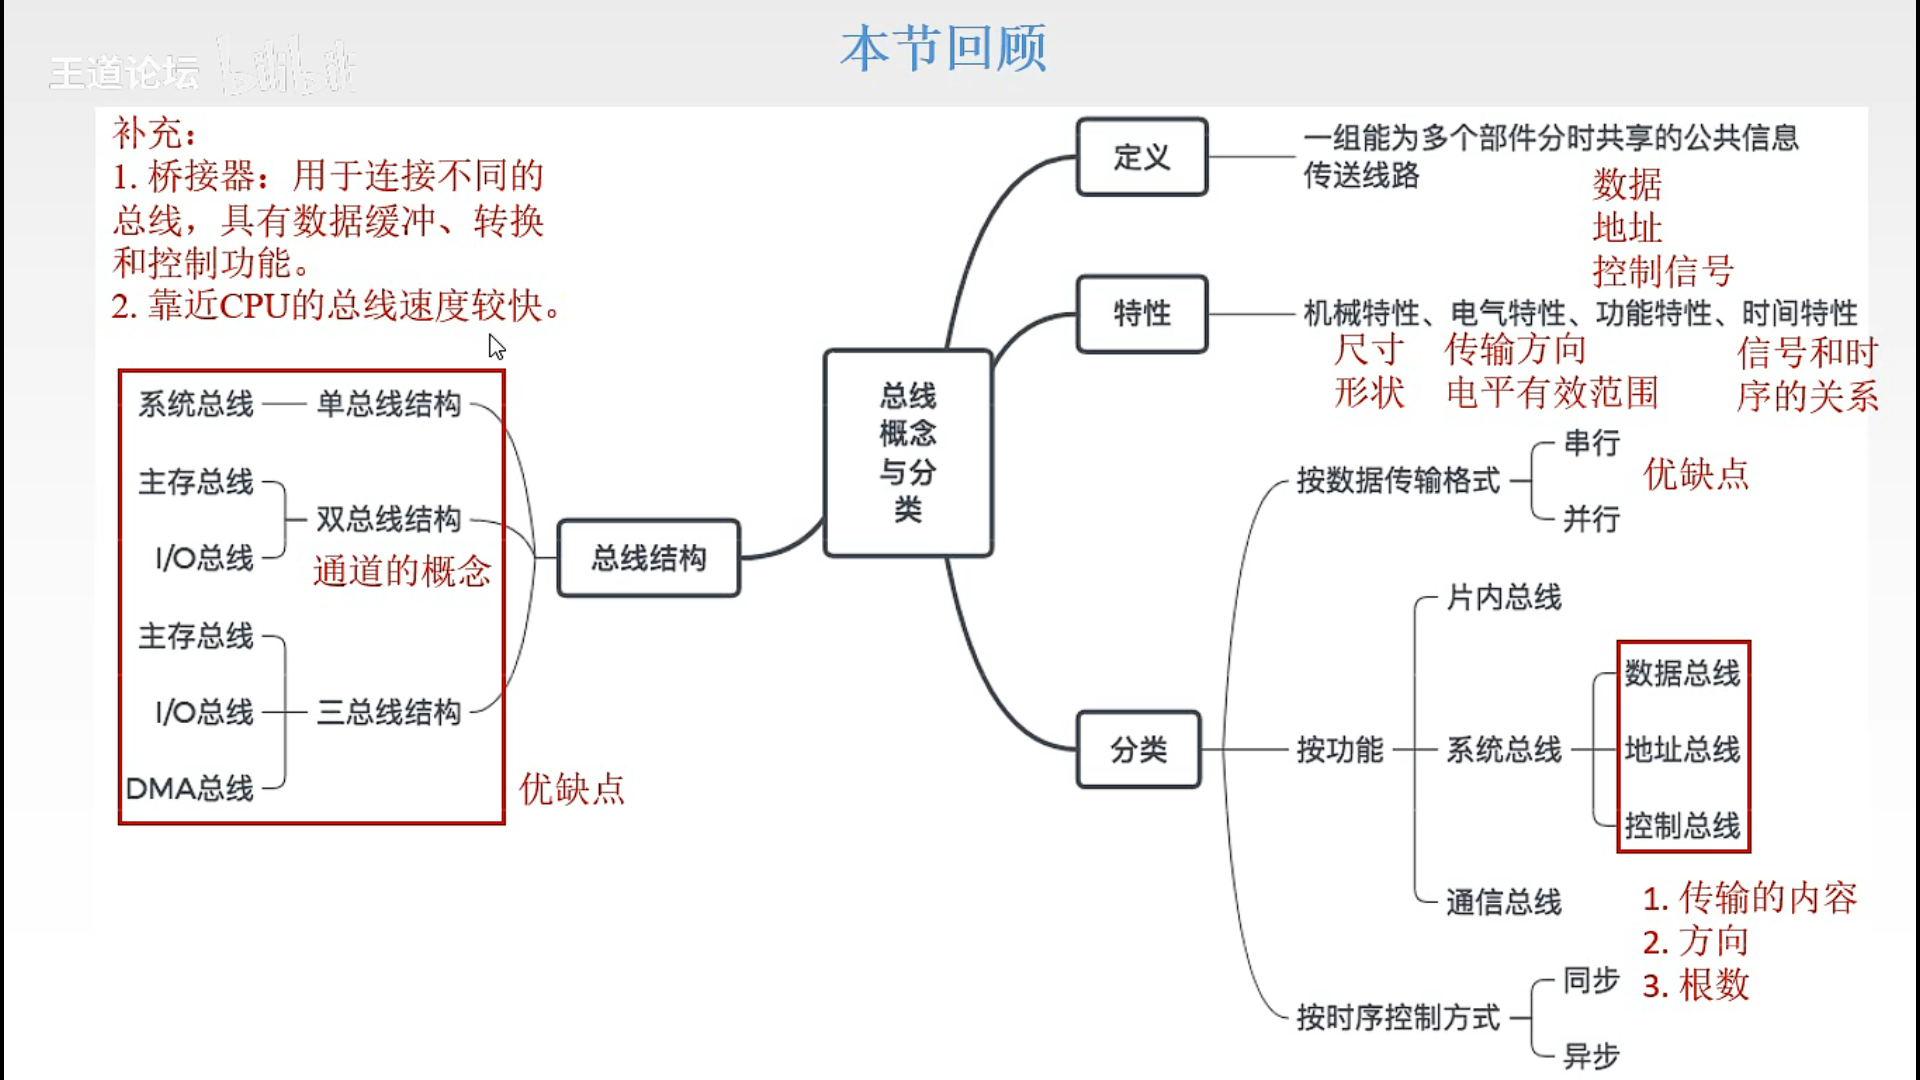 本节回顾
王道论坛 bilibili
补充：
1. 桥接器：用于连接不同的
总线，具有数据缓冲、转换
和控制功能。
2. 靠近CPU的总线速度较快。
系统总线
单总线结构
主存总线
双总线结构
I/O总线
通道的概念
主存总线
I/O总线
三总线结构
DMA总线
优缺点
总线结构
总线
概念
与分
类
定义
一组能为多个部件分时共享的公共信息
传送线路
数据
地址
控制信号
特性
机械特性、电气特性、功能特性、时间特性
尺寸
形状
传输方向
电平有效范围
信号和时
序的关系
分类
按数据传输格式
串行
并行
优缺点
按功能
片内总线
系统总线
数据总线
地址总线
控制总线
通信总线
1. 传输的内容
2. 方向
3. 根数
按时序控制方式
同步
异步